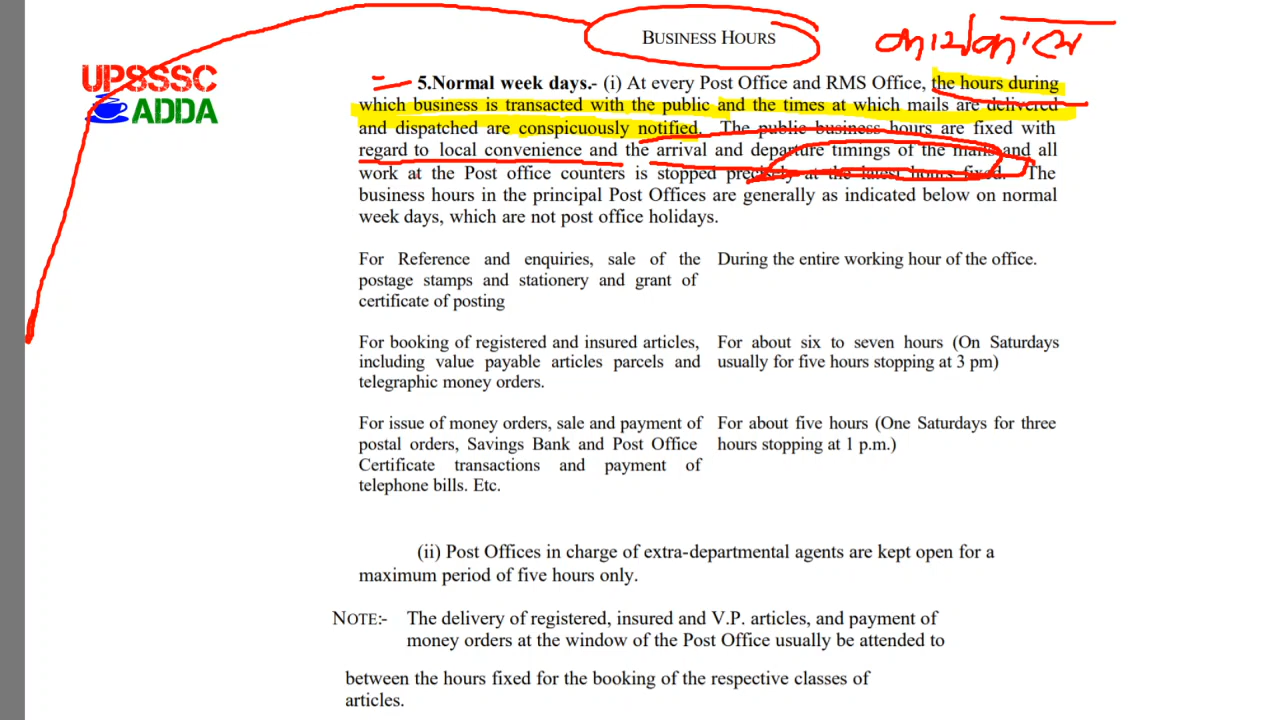 BUSINESS HOURS
UP8SSC
ADDA
5.Normal week days.- (i) At every Post Office and RMS Office, the hours during
which business is transacted with the public and the times at which mails are delivered
and dispatched are conspicuously notified. The public business hours are fixed with
regard to local convenience and the arrival and departure timings of the mails and all
work at the Post office counters is stopped precisely at the latest hours fixed. The
business hours in the principal Post Offices are generally as indicated below on normal
week days, which are not post office holidays.
For Reference and enquiries, sale of the
postage stamps and stationery and grant of
certificate of posting
During the entire working hour of the office.
For booking of registered and insured articles,
including value payable articles parcels and
telegraphic money orders.
For about six to seven hours (On Saturdays
usually for five hours stopping at 3 pm)
For issue of money orders, sale and payment of
postal orders, Savings Bank and Post Office
Certificate transactions and payment of
telephone bills. Etc.
For about five hours (One Saturdays for three
hours stopping at 1 p.m.)
(ii) Post Offices in charge of extra-departmental agents are kept open for a
maximum period of five hours only.
NOTE:- The delivery of registered, insured and V.P. articles, and payment of
money orders at the window of the Post Office usually be attended to
between the hours fixed for the booking of the respective classes of
articles.